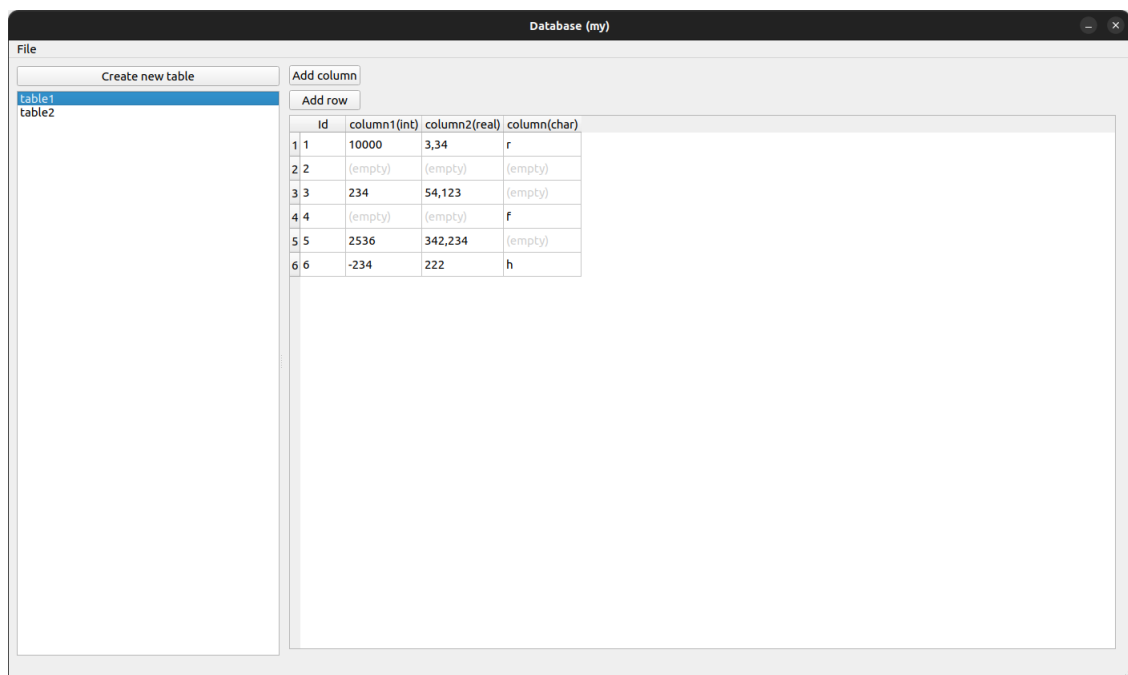 Database (my)
File
Create new table
table1
table2
Add column
Add row
Id column1(int) column2(real) column(char)
1 1 10000 3,34 r
2 2 (empty) (empty) (empty)
3 3 234 54,123 (empty)
4 4 (empty) (empty) f
5 5 2536 342,234 (empty)
6 6 -234 222 h